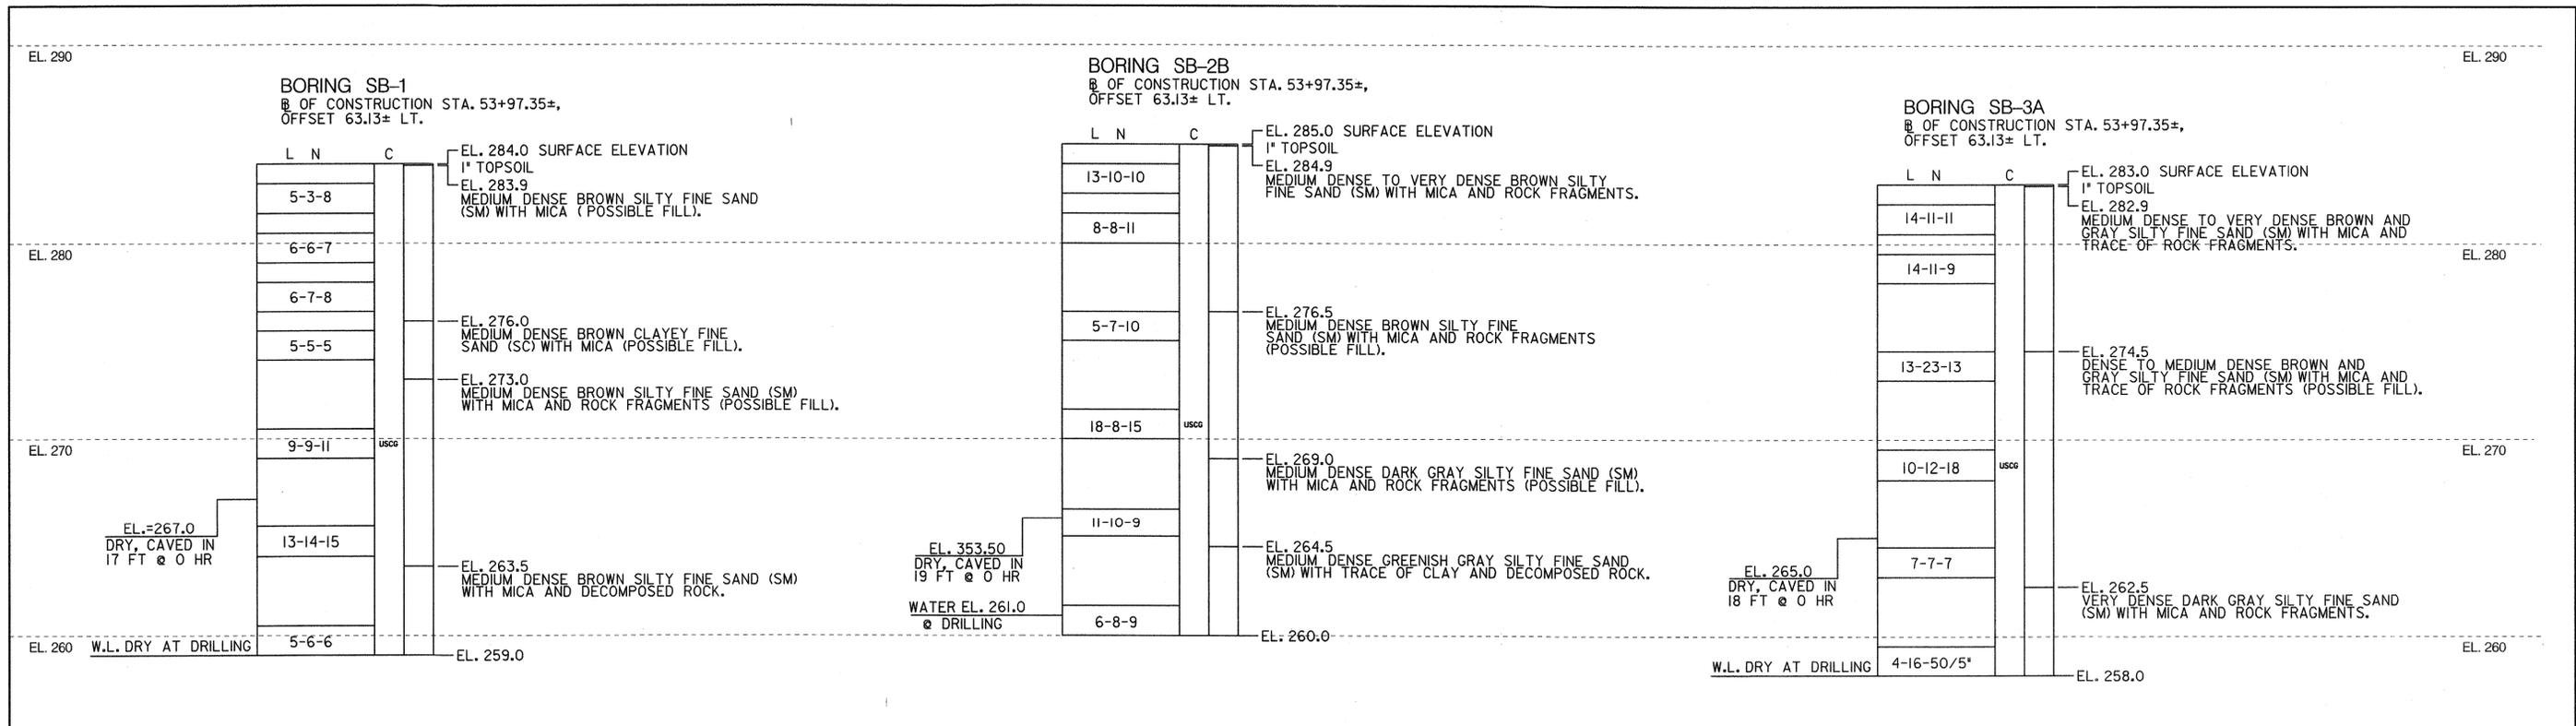 EL. 290
EL. 290
BORING SB-1
℄ OF CONSTRUCTION STA. 53+97.35±,
OFFSET 63.13± LT.
L N C
EL. 284.0 SURFACE ELEVATION
1" TOPSOIL
EL. 283.9
MEDIUM DENSE BROWN SILTY FINE SAND
(SM) WITH MICA ( POSSIBLE FILL).
5-3-8
6-6-7
6-7-8
EL. 276.0
MEDIUM DENSE BROWN CLAYEY FINE
SAND (SC) WITH MICA (POSSIBLE FILL).
5-5-5
EL. 273.0
MEDIUM DENSE BROWN SILTY FINE SAND (SM)
WITH MICA AND ROCK FRAGMENTS (POSSIBLE FILL).
9-9-11
USCG
EL.=267.0
DRY, CAVED IN
17 FT @ 0 HR
13-14-15
EL. 263.5
MEDIUM DENSE BROWN SILTY FINE SAND (SM)
WITH MICA AND DECOMPOSED ROCK.
W.L. DRY AT DRILLING
5-6-6
EL. 259.0
EL. 280
EL. 270
EL. 260
BORING SB-2B
℄ OF CONSTRUCTION STA. 53+97.35±,
OFFSET 63.13± LT.
L N C
EL. 285.0 SURFACE ELEVATION
1" TOPSOIL
EL. 284.9
MEDIUM DENSE TO VERY DENSE BROWN SILTY
FINE SAND (SM) WITH MICA AND ROCK FRAGMENTS.
13-10-10
8-8-11
EL. 276.5
MEDIUM DENSE BROWN SILTY FINE
SAND (SM) WITH MICA AND ROCK FRAGMENTS
(POSSIBLE FILL).
5-7-10
18-8-15
USCG
EL. 269.0
MEDIUM DENSE DARK GRAY SILTY FINE SAND (SM)
WITH MICA AND ROCK FRAGMENTS (POSSIBLE FILL).
11-10-9
EL. 353.50
DRY, CAVED IN
19 FT @ 0 HR
EL. 264.5
MEDIUM DENSE GREENISH GRAY SILTY FINE SAND
(SM) WITH TRACE OF CLAY AND DECOMPOSED ROCK.
WATER EL. 261.0
@ DRILLING
6-8-9
EL. 260.0
BORING SB-3A
℄ OF CONSTRUCTION STA. 53+97.35±,
OFFSET 63.13± LT.
L N C
EL. 283.0 SURFACE ELEVATION
1" TOPSOIL
EL. 282.9
MEDIUM DENSE TO VERY DENSE BROWN AND
GRAY SILTY FINE SAND (SM) WITH MICA AND
TRACE OF ROCK FRAGMENTS.
14-11-11
14-11-9
EL. 274.5
DENSE TO MEDIUM DENSE BROWN AND
GRAY SILTY FINE SAND (SM) WITH MICA AND
TRACE OF ROCK FRAGMENTS (POSSIBLE FILL).
13-23-13
10-12-18
USCG
EL. 265.0
DRY, CAVED IN
18 FT @ 0 HR
7-7-7
EL. 262.5
VERY DENSE DARK GRAY SILTY FINE SAND
(SM) WITH MICA AND ROCK FRAGMENTS.
W.L. DRY AT DRILLING
4-16-50/5"
EL. 258.0
EL. 280
EL. 270
EL. 260